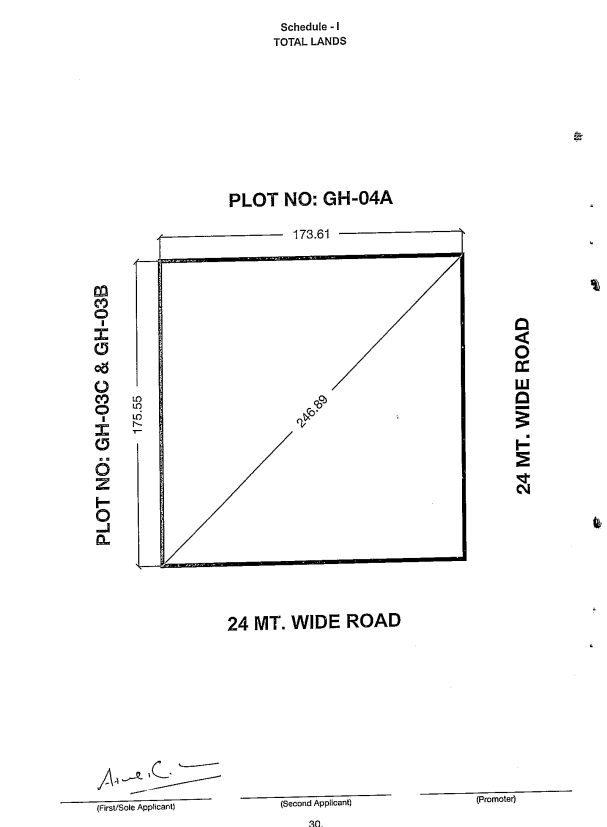 Schedule - I
TOTAL LANDS
PLOT NO: GH-04A
173.61
PLOT NO: GH-03C & GH-03B
175.55
246.89
24 MT. WIDE ROAD
24 MT. WIDE ROAD
(First/Sole Applicant)
(Second Applicant)
(Promoter)
30.